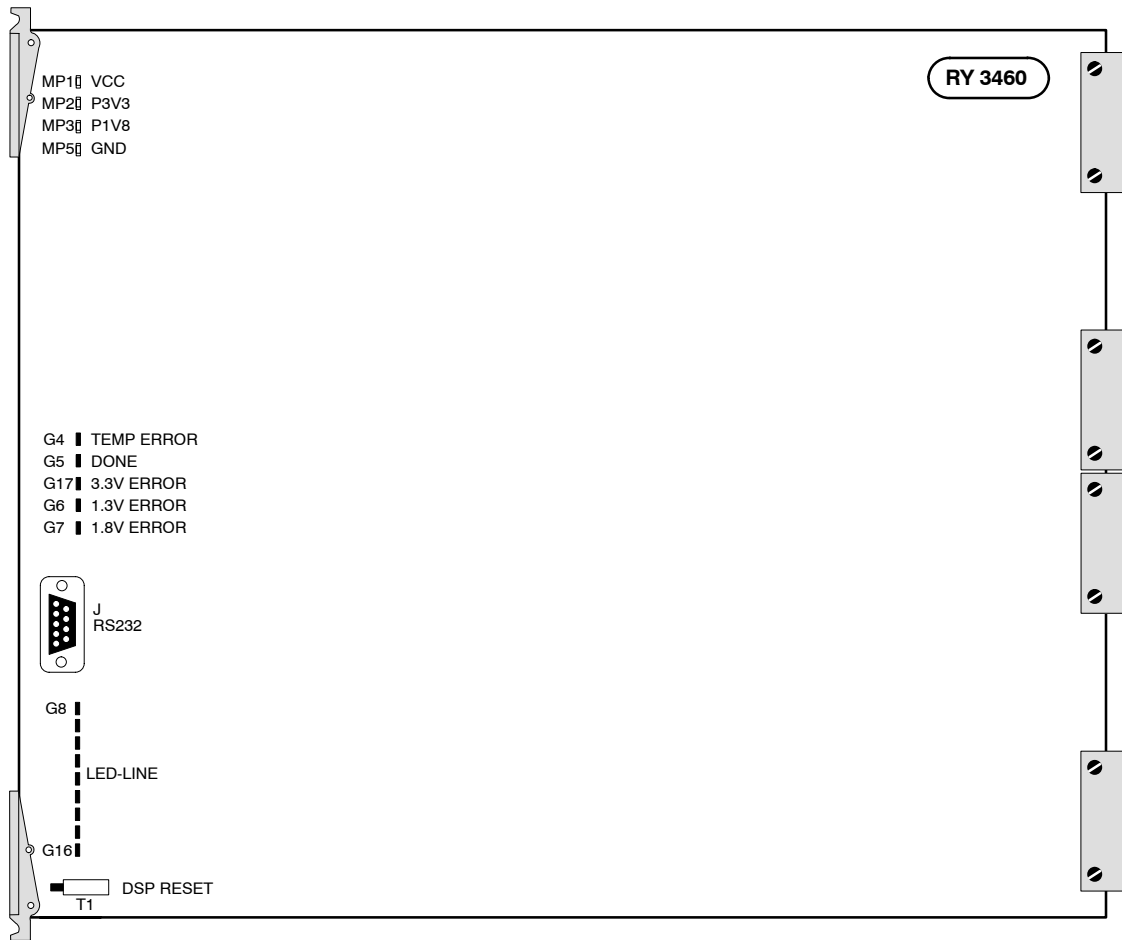 RY 3460
MP1 VCC
MP2 P3V3
MP3 P1V8
MP5 GND
G4 TEMP ERROR
G5 DONE
G17 3.3V ERROR
G6 1.3V ERROR
G7 1.8V ERROR
J
RS232
G8
LED-LINE
G16
DSP RESET
T1